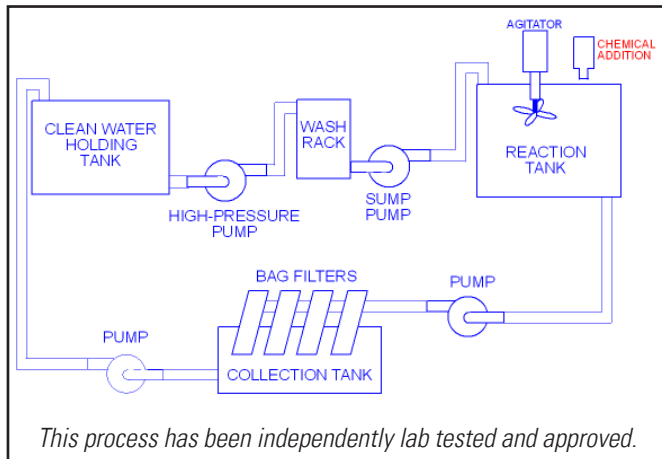 AGITATOR
CHEMICAL
ADDITION
CLEAN WATER
HOLDING
TANK
WASH
RACK
REACTION
TANK
HIGH-PRESSURE
PUMP
SUMP
PUMP
BAG FILTERS
PUMP
PUMP
COLLECTION TANK
This process has been independently lab tested and approved.